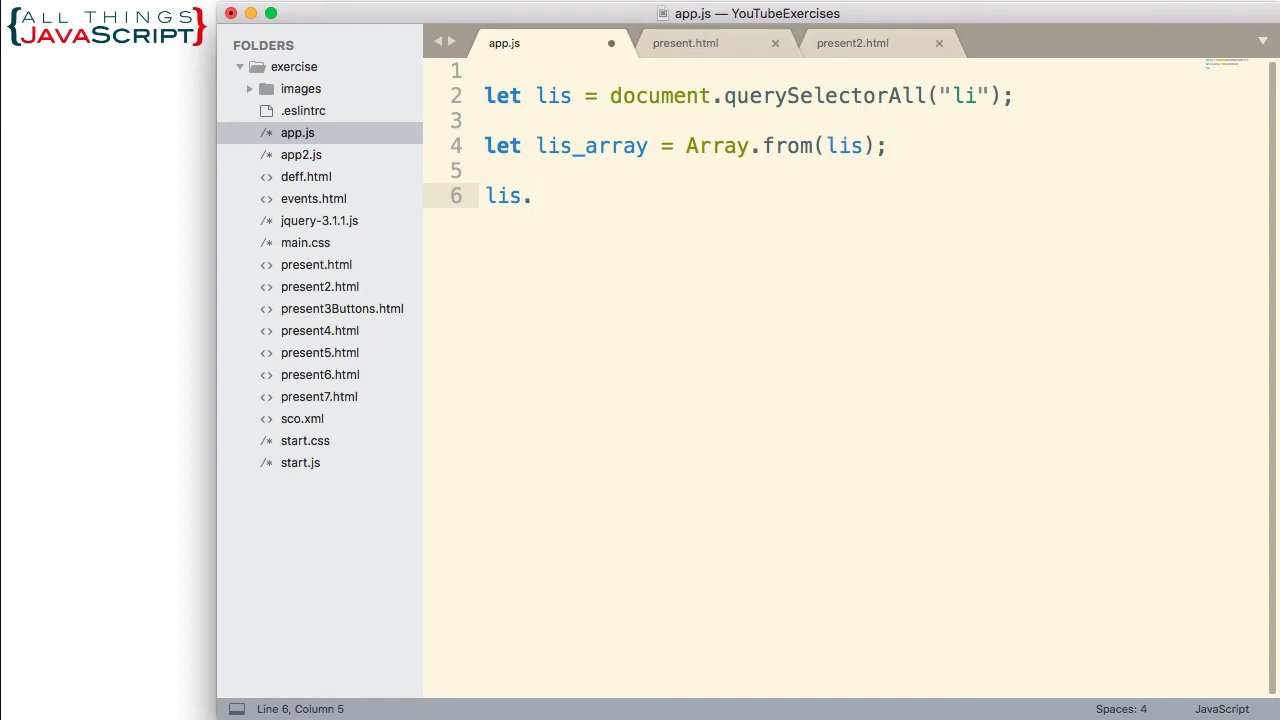 {ALL THINGS
JAVASCRIPT}
app.js — YouTubeExercises
FOLDERS
exercise
images
.eslintrc
/* app.js
/* app2.js
<> deff.html
<> events.html
/* jquery-3.1.1.js
/* main.css
<> present.html
<> present2.html
<> present3Buttons.html
<> present4.html
<> present5.html
<> present6.html
<> present7.html
<> sco.xml
/* start.css
/* start.js
app.js present.html × present2.html ×
1
2 let lis = document.querySelectorAll("li");
3
4 let lis_array = Array.from(lis);
5
6 lis.
Line 6, Column 5 Spaces: 4 JavaScript